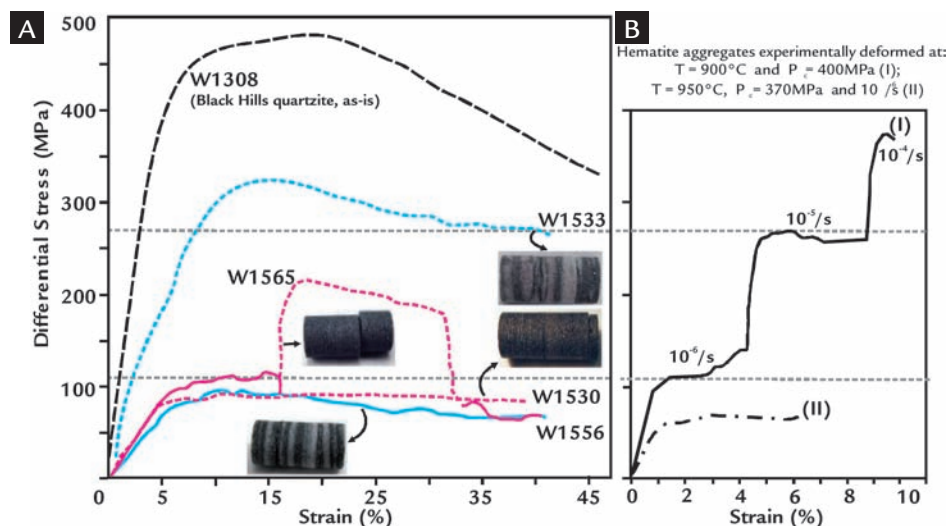 A
B
500
400
300
200
100
0
5
15
25
35
45
Differential Stress (MPa)
Strain (%)
W1308
(Black Hills quartzite, as-is)
W1533
W1565
W1530
W1556
Hematite aggregates experimentally deformed at:
T = 900°C and P꜀= 400MPa (I);
T = 950°C, P꜀= 370MPa and 10⁻⁶/s (II)
(I)
10⁻⁴/s
10⁻⁵/s
10⁻⁶/s
(II)
0
2
4
6
8
10
Strain (%)